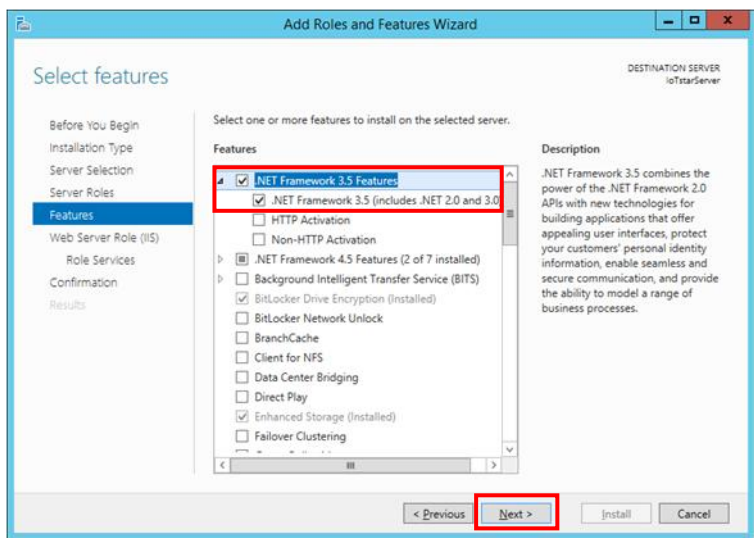 Add Roles and Features Wizard
Select features
DESTINATION SERVER
IoTstarServer
Before You Begin
Installation Type
Server Selection
Server Roles
Features
Web Server Role (IIS)
Role Services
Confirmation
Results
Select one or more features to install on the selected server.
Features
.NET Framework 3.5 Features
.NET Framework 3.5 (includes .NET 2.0 and 3.0)
HTTP Activation
Non-HTTP Activation
.NET Framework 4.5 Features (2 of 7 installed)
Background Intelligent Transfer Service (BITS)
BitLocker Drive Encryption (Installed)
BitLocker Network Unlock
BranchCache
Client for NFS
Data Center Bridging
Direct Play
Enhanced Storage (Installed)
Failover Clustering
Description
.NET Framework 3.5 combines the
power of the .NET Framework 2.0
APIs with new technologies for
building applications that offer
appealing user interfaces, protect
your customers' personal identity
information, enable seamless and
secure communication, and provide
the ability to model a range of
business processes.
< Previous
Next >
Install
Cancel